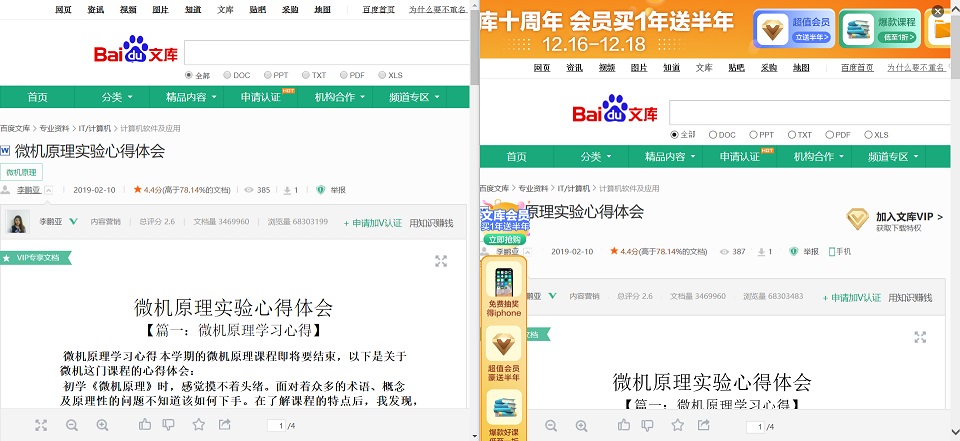 网页 资讯 视频 图片 知道 文库 贴吧 采购 地图 百度首页 为什么要不重名
Bai du 文库
全部 DOC PPT TXT PDF XLS
首页 分类 精品内容 申请认证 HOT 机构合作 频道专区
百度文库 > 专业资料 > IT/计算机 > 计算机软件及应用
W 微机原理实验心得体会
微机原理
李鹏亚 2019-02-10 4.4分(高于78.14%的文档) 385 1 举报
李鹏亚 内容营销 总评分 2.6 文档量 3469960 浏览量 68303199 + 申请加V认证 用知识赚钱
VIP专享文档
微机原理实验心得体会
【篇一：微机原理学习心得】
微机原理学习心得 本学期的微机原理课程即将要结束，以下是关于
微机这门课程的心得体会：
初学《微机原理》时，感觉摸不着头绪。面对着众多的术语、概念
及原理性的问题不知道该如何下手。在了解课程的特点后，我发现，
1 /4
库十周年 会员买1年送半年
12.16-12.18
超值会员
立送半年>
爆款课程
低至1折>
网页 资讯 视频 图片 知道 文库 贴吧 采购 地图 百度首页 为什么要不重名
Bai du 文库
全部 DOC PPT TXT PDF XLS
首页 分类 精品内容 申请认证 HOT 机构合作 频道专区
百度文库 > 专业资料 > IT/计算机 > 计算机软件及应用
原理实验心得体会
加入文库VIP >
获取下载特权
文库会员
买1年送半年
立即抢购
李鹏亚 2019-02-10 4.4分(高于78.14%的文档) 387 1 举报 手机
鹏亚 内容营销 总评分 2.6 文档量 3469960 浏览量 68303483 + 申请加V认证 用知识赚钱
免费抽奖
得iphone
文档
超值会员
豪送半年
微机原理实验心得体会
【篇一：微机原理学习心得】
爆款好课
低至一折
1 /4